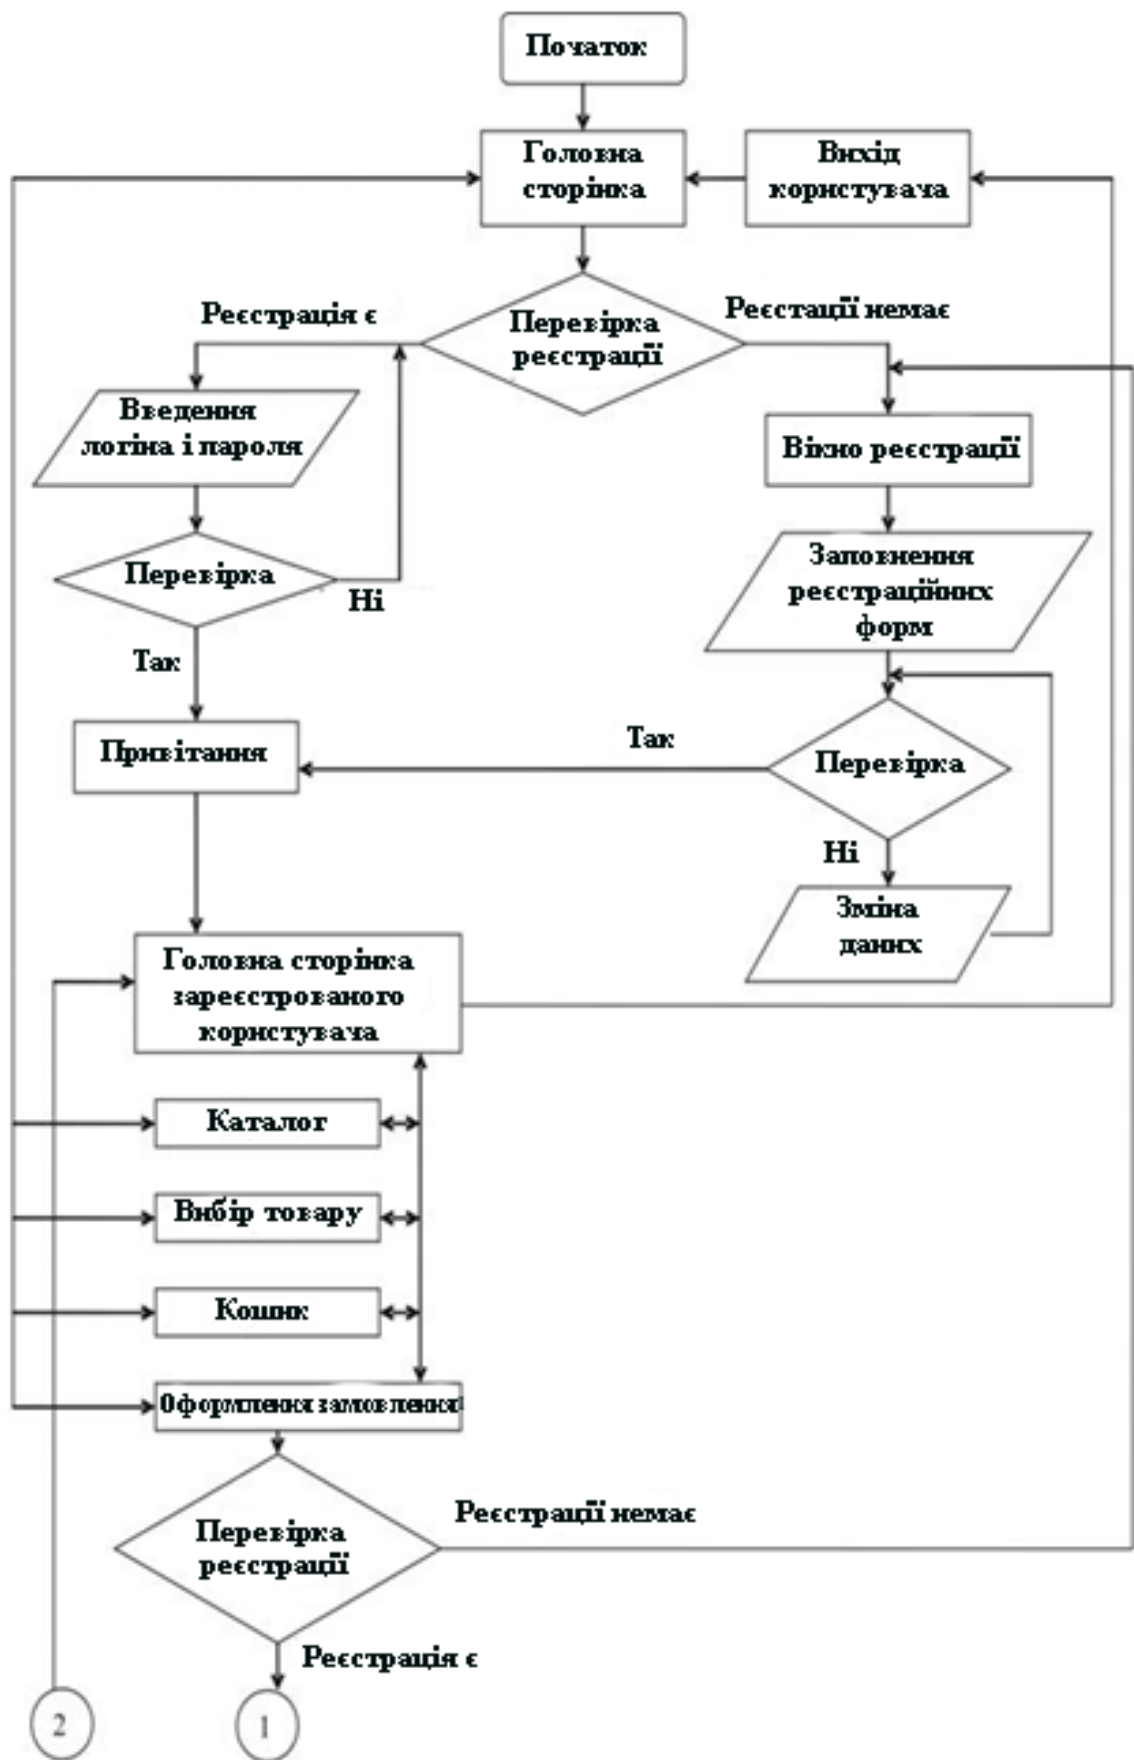 Початок
Головна
сторінка
Вихід
користувача
Реєстрація є
Перевірка
реєстрації
Реєстації немає
Введення
логіна і пароля
Вікно реєстрації
Перевірка
Ні
Заповнення
реєстраційних
форм
Так
Привітання
Так
Перевірка
Ні
Зміна
даних
Головна сторінка
зареєстрованого
користувача
Каталог
Вибір товару
Кошик
Оформлення замовлення
Реєстрації немає
Перевірка
реєстрації
Реєстрація є
2
1